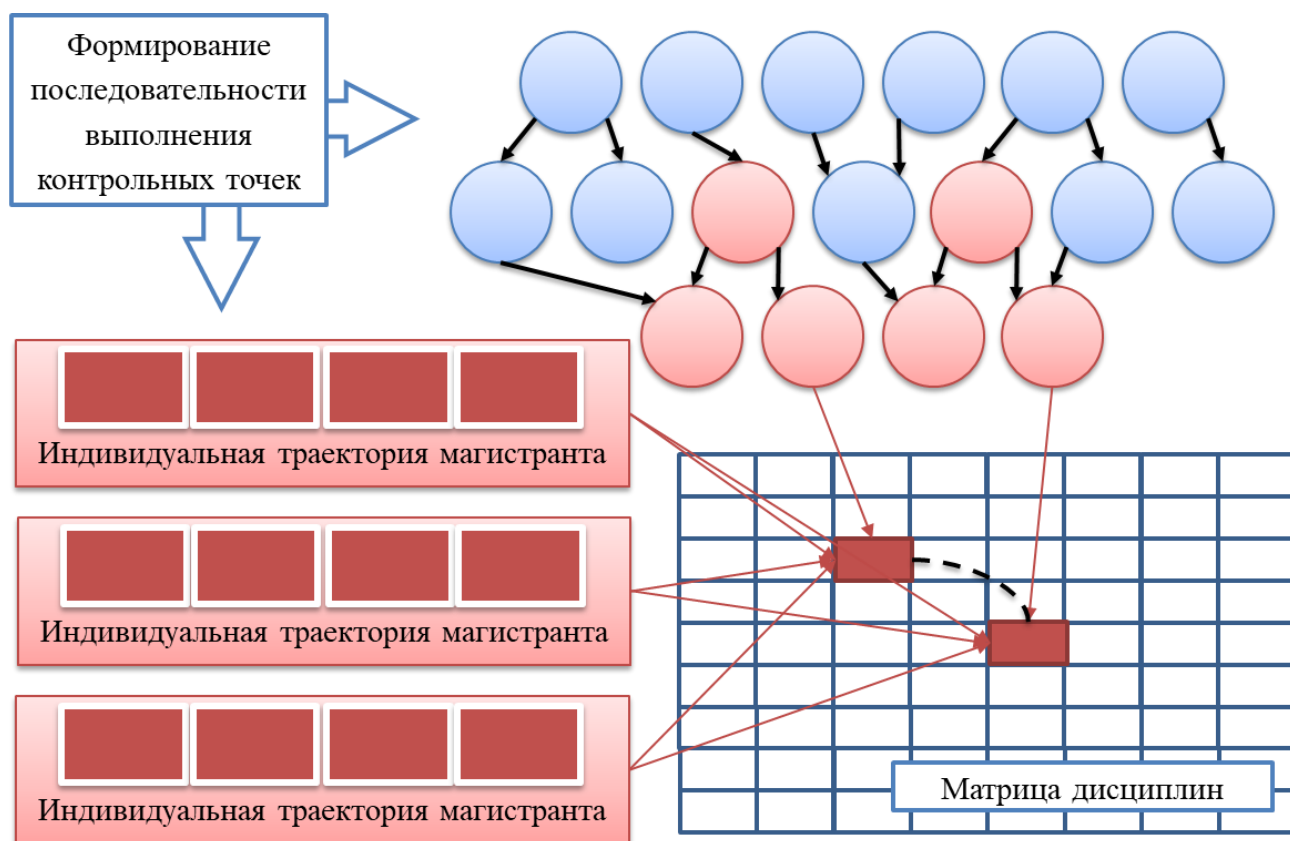 Формирование
последовательности
выполнения
контрольных точек
Индивидуальная траектория магистранта
Индивидуальная траектория магистранта
Индивидуальная траектория магистранта
Матрица дисциплин